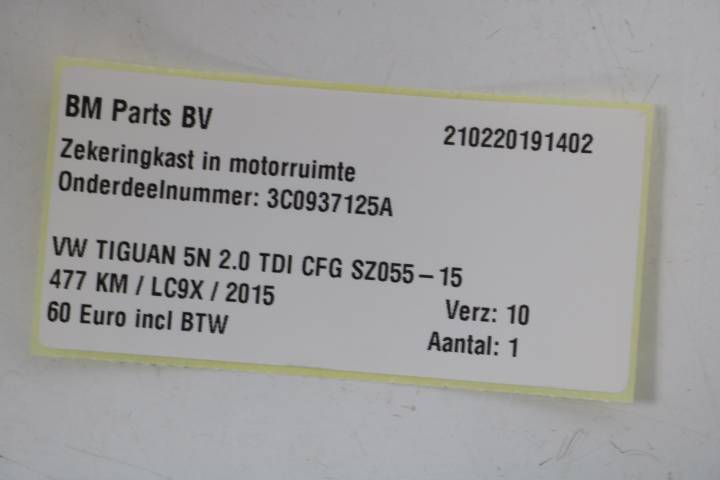 BM Parts BV
210220191402
Zekeringkast in motorruimte
Onderdeelnummer: 3C0937125A
VW TIGUAN 5N 2.0 TDI CFG SZ055 – 15
477 KM / LC9X / 2015
Verz: 10
60 Euro incl BTW
Aantal: 1